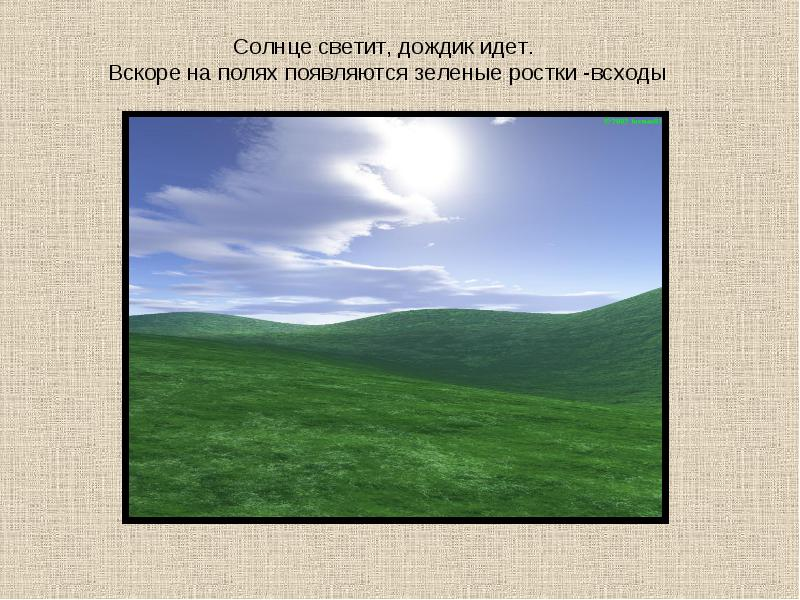 Солнце светит, дождик идет.
Вскоре на полях появляются зеленые ростки -всходы